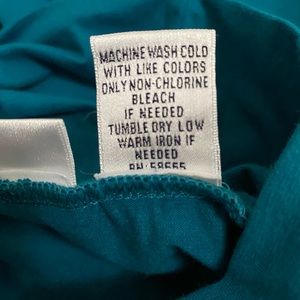 MACHINE WASH COLD
WITH LIKE COLORS
ONLY NON-CHLORINE
BLEACH
IF NEEDED
TUMBLE DRY LOW
WARM IRON IF
NEEDED